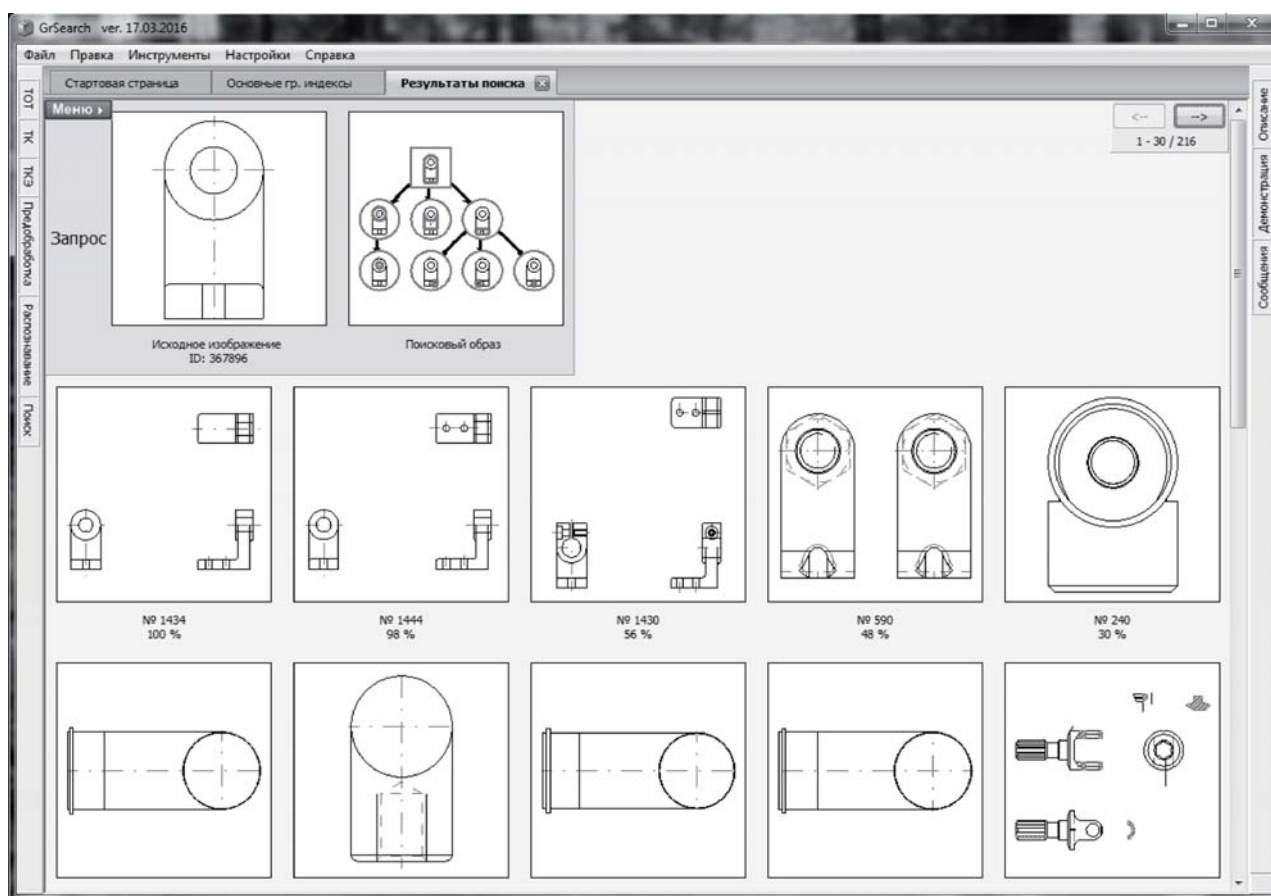 GrSearch ver. 17.03.2016
Файл Правка Инструменты Настройки Справка
Стартовая страница Основные гр. индексы Результаты поиска
Меню
<-- -->
1 - 30 / 216
ТОТ
ТК
ТКЭ
Предобработка
Распознавание
Поиск
Описание
Демонстрация
Сообщения
Запрос
Исходное изображение
ID: 367896
Поисковый образ
№ 1434
100 %
№ 1444
98 %
№ 1430
56 %
№ 590
48 %
№ 240
30 %